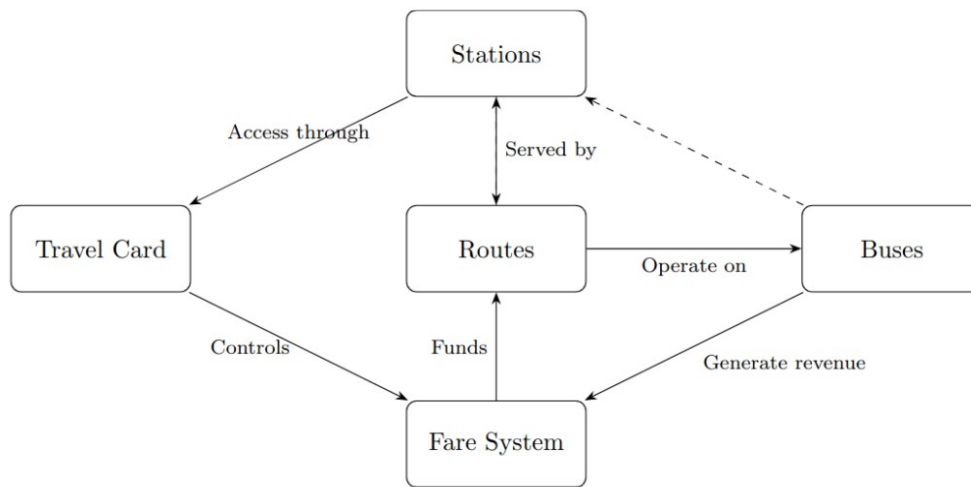 Stations
Access through
Served by
Travel Card
Routes
Buses
Operate on
Controls
Funds
Generate revenue
Fare System